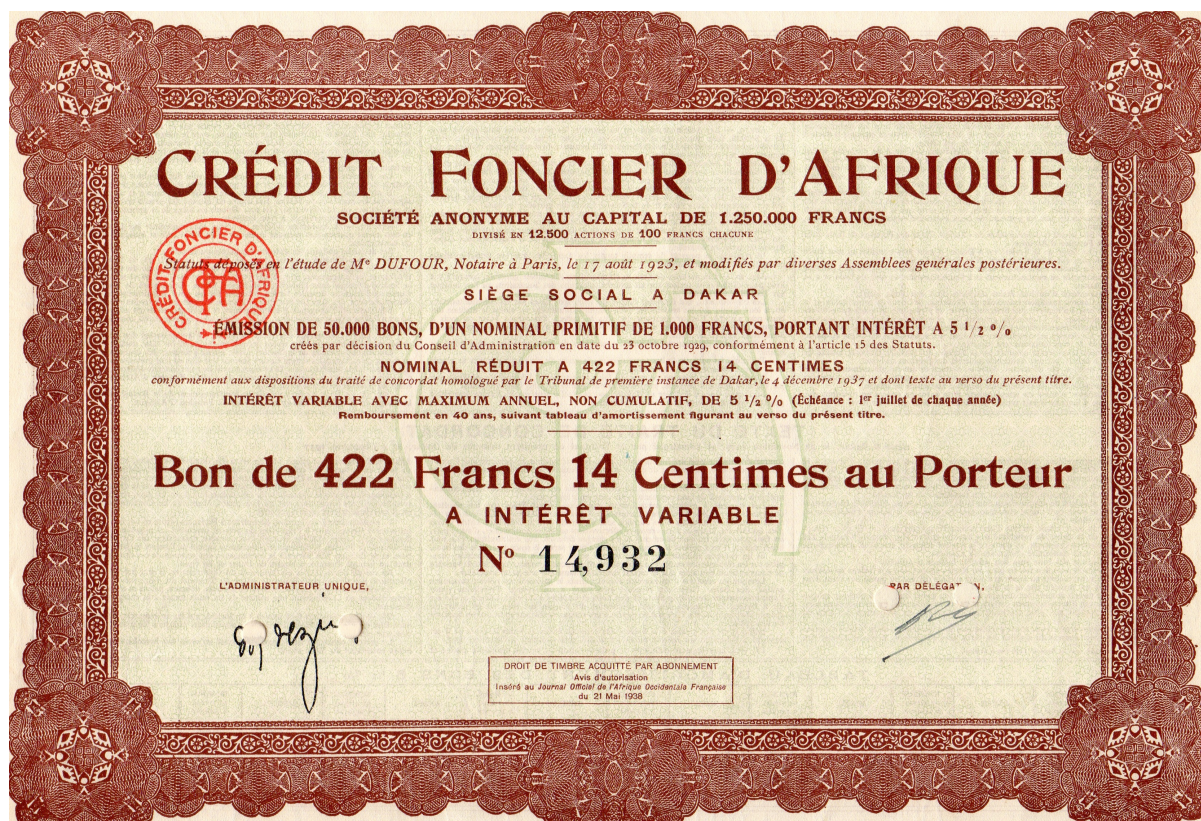 CRÉDIT FONCIER D'AFRIQUE
SOCIÉTÉ ANONYME AU CAPITAL DE 1.250.000 FRANCS
DIVISÉ EN 12.500 ACTIONS DE 100 FRANCS CHACUNE
CRÉDIT FONCIER D'AFRIQUE
CFA
Statuts déposés en l'étude de Me DUFOUR, Notaire à Paris, le 17 août 1923, et modifiés par diverses Assemblees générales postérieures.
SIÈGE SOCIAL A DAKAR
ÉMISSION DE 50.000 BONS, D'UN NOMINAL PRIMITIF DE 1.000 FRANCS, PORTANT INTÉRÊT A 5 1/2 %
créés par décision du Conseil d'Administration en date du 23 octobre 1929, conformément à l'article 15 des Statuts.
NOMINAL RÉDUIT A 422 FRANCS 14 CENTIMES
conformément aux dispositions du traité de concordat homologué par le Tribunal de première instance de Dakar, le 4 décembre 1937 et dont texte au verso du présent titre.
INTÉRÊT VARIABLE AVEC MAXIMUM ANNUEL, NON CUMULATIF, DE 5 1/2 % (Échéance : 1er juillet de chaque année)
Remboursement en 40 ans, suivant tableau d'amortissement figurant au verso du présent titre.
Bon de 422 Francs 14 Centimes au Porteur
A INTÉRÊT VARIABLE
No 14,932
L'ADMINISTRATEUR UNIQUE,
PAR
DROIT DE TIMBRE ACQUITTÉ PAR ABONNEMENT
Avis d'autorisation
Inséré au Journal Officiel de l'Afrique Occidentale Française
du 21 Mai 1938